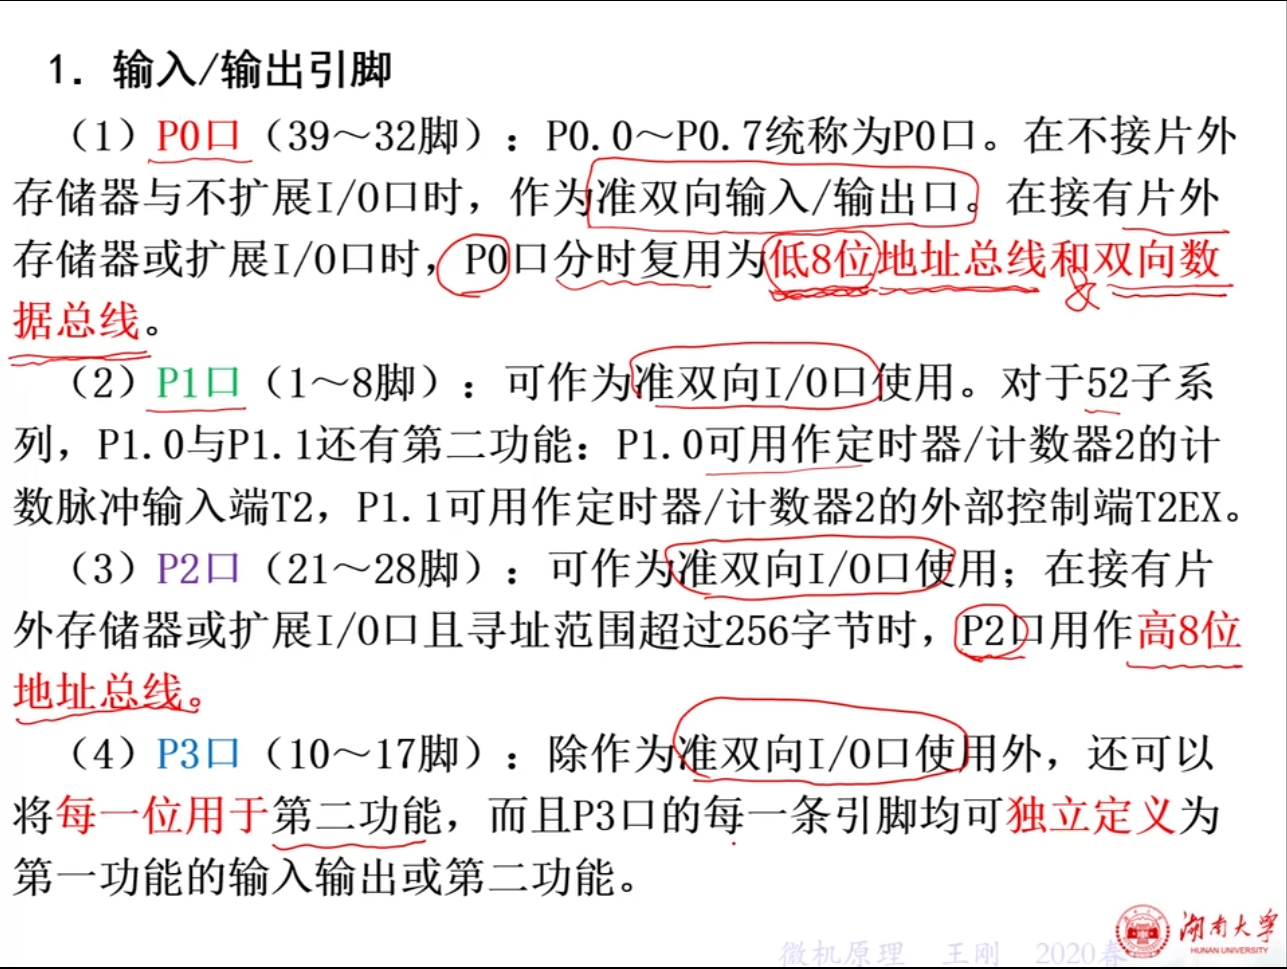 1. 输入/输出引脚
（1）P0口（39～32脚）：P0.0～P0.7统称为P0口。在不接片外
存储器与不扩展I/O口时，作为准双向输入/输出口。在接有片外
存储器或扩展I/O口时，P0口分时复用为低8位地址总线和双向数
据总线。
（2）P1口（1～8脚）：可作为准双向I/O口使用。对于52子系
列，P1.0与P1.1还有第二功能：P1.0可用作定时器/计数器2的计
数脉冲输入端T2，P1.1可用作定时器/计数器2的外部控制端T2EX。
（3）P2口（21～28脚）：可作为准双向I/O口使用；在接有片
外存储器或扩展I/O口且寻址范围超过256字节时，P2口用作高8位
地址总线。
（4）P3口（10～17脚）：除作为准双向I/O口使用外，还可以
将每一位用于第二功能，而且P3口的每一条引脚均可独立定义为
第一功能的输入输出或第二功能。
湖南大学
HUNAN UNIVERSITY
微机原理 王刚 2020春